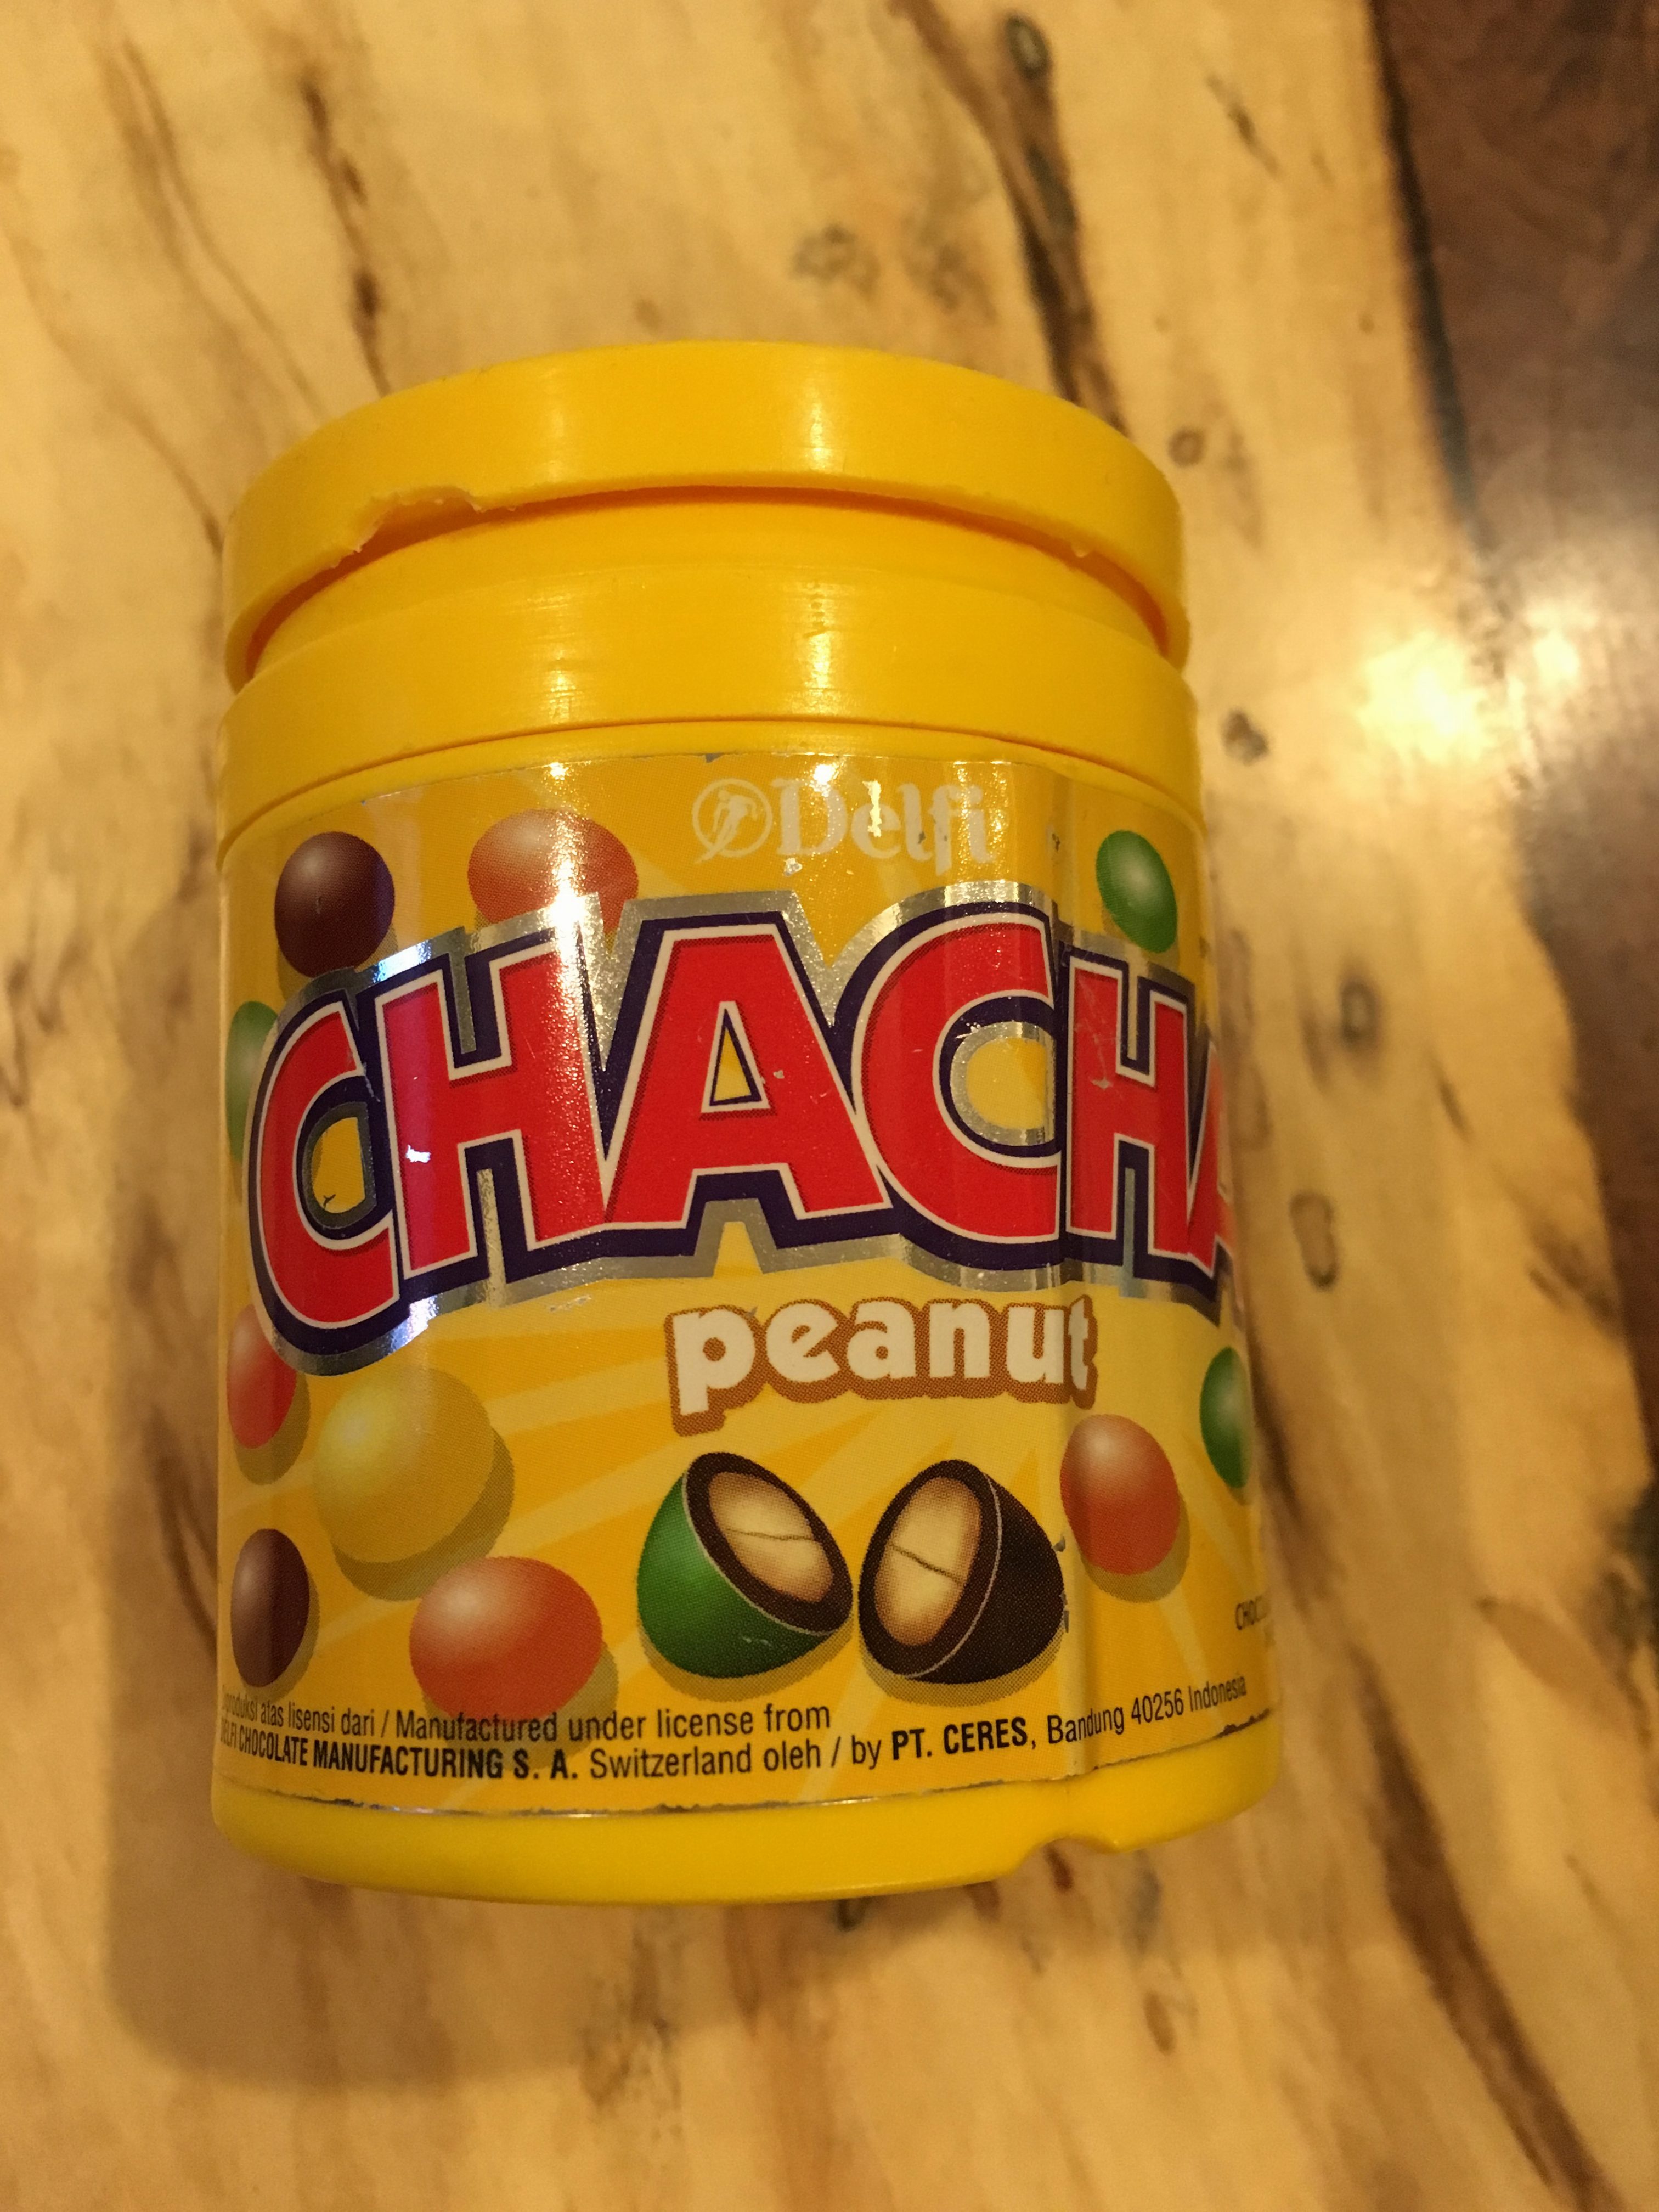 Delfi
CHACHA
peanut
atas lisensi dari / Manufactured under license from
DELFI CHOCOLATE MANUFACTURING S. A. Switzerland oleh / by PT. CERES, Bandung 40256 Indonesia